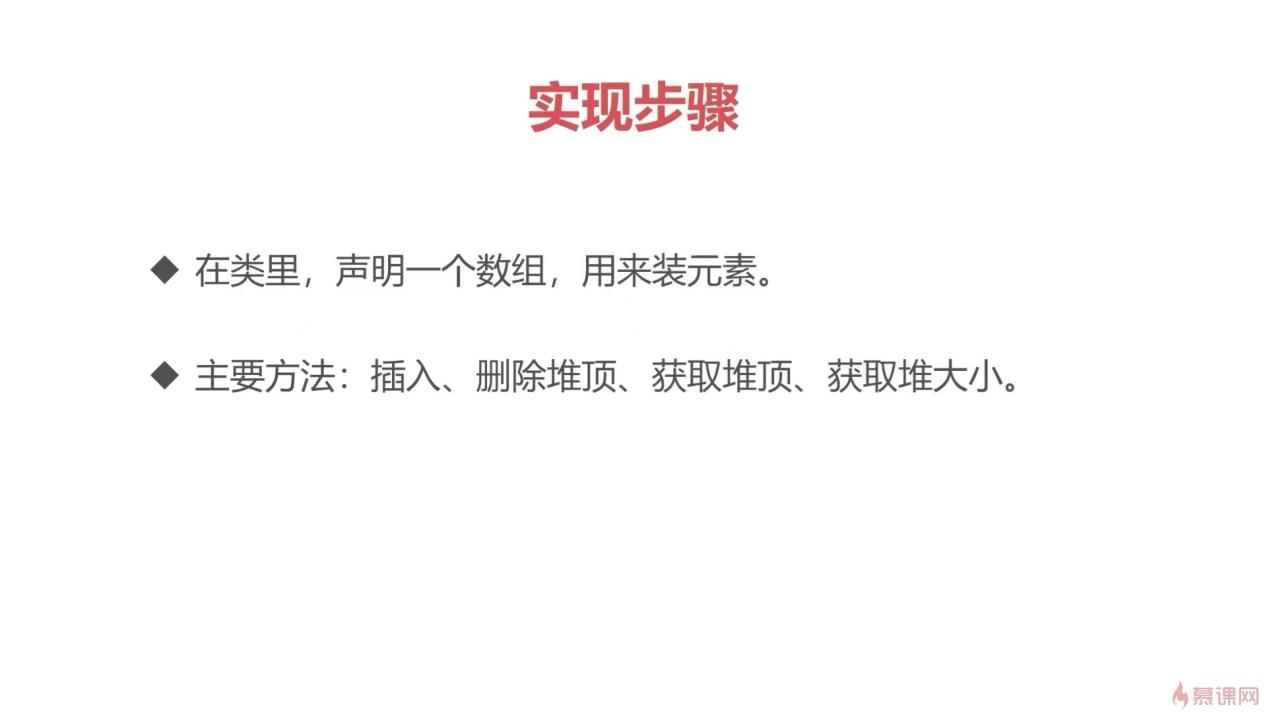 实现步骤
◆ 在类里，声明一个数组，用来装元素。
◆ 主要方法：插入、删除堆顶、获取堆顶、获取堆大小。
慕课网